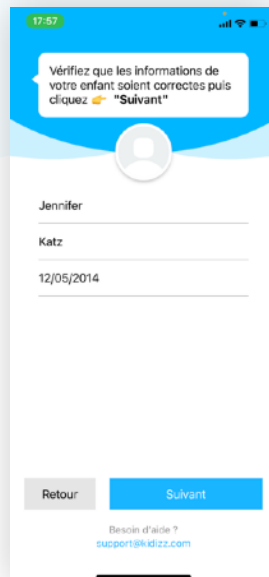 17:57
Vérifiez que les informations de
votre enfant soient correctes puis
cliquez 👉 "Suivant"
Jennifer
Katz
12/05/2014
Retour
Suivant
Besoin d'aide ?
support@kidizz.com